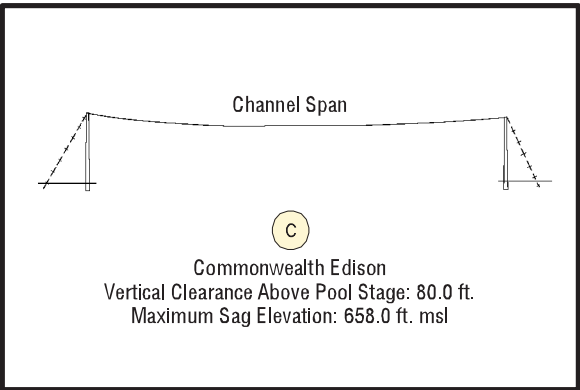 Channel Span
C
Commonwealth Edison
Vertical Clearance Above Pool Stage: 80.0 ft.
Maximum Sag Elevation: 658.0 ft. msl